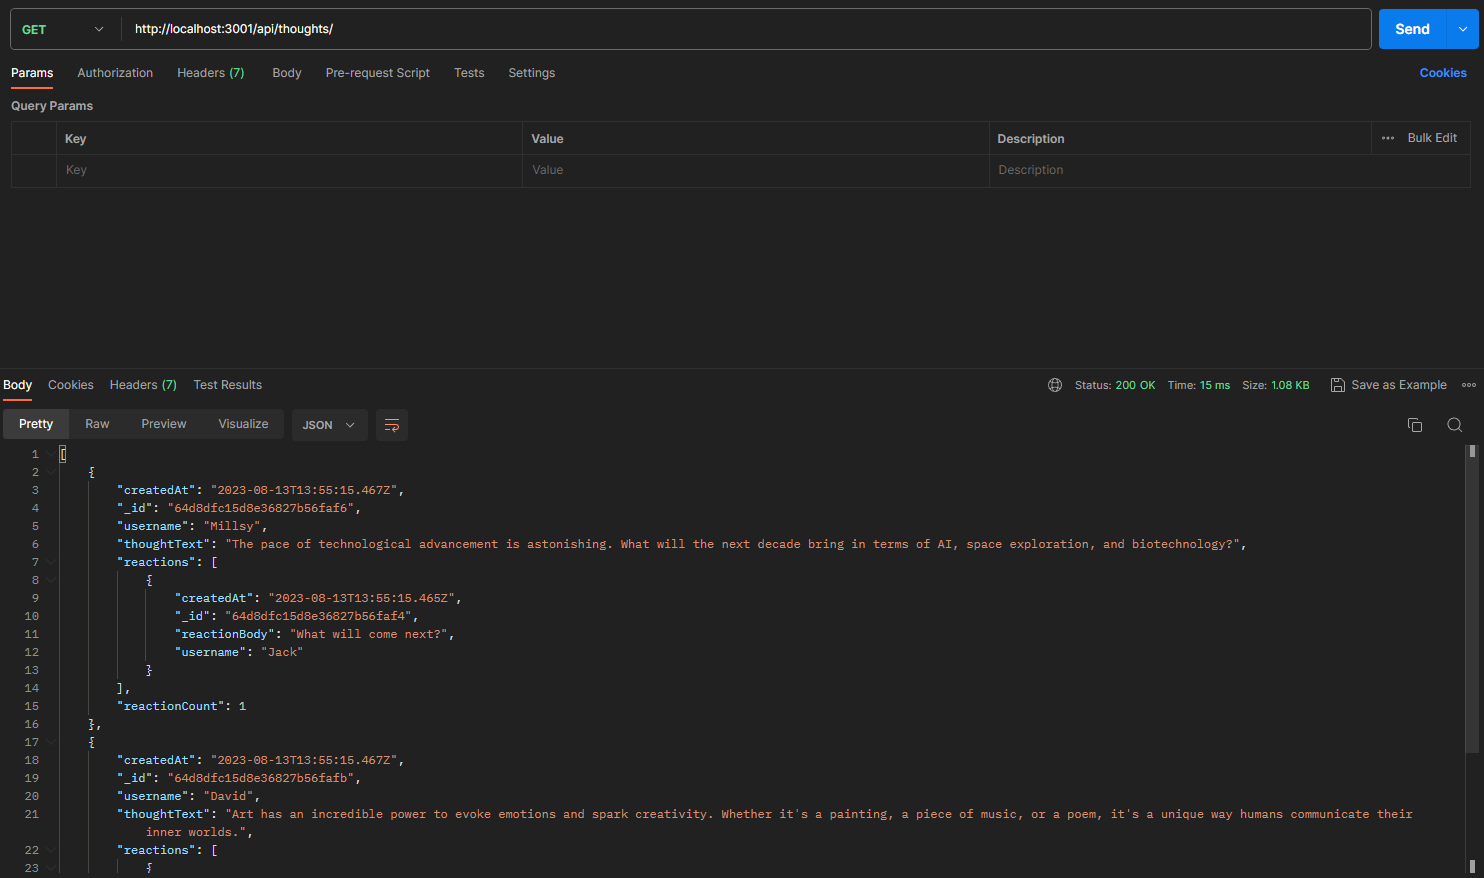 GET http://localhost:3001/api/thoughts/ Send
Params Authorization Headers (7) Body Pre-request Script Tests Settings Cookies
Query Params
Key Value Description ••• Bulk Edit
Key Value Description
Body Cookies Headers (7) Test Results Status: 200 OK Time: 15 ms Size: 1.08 KB Save as Example
Pretty Raw Preview Visualize JSON
1 [
2 {
3 "createdAt": "2023-08-13T13:55:15.467Z",
4 "_id": "64d8dfc15d8e36827b56faf6",
5 "username": "Millsy",
6 "thoughtText": "The pace of technological advancement is astonishing. What will the next decade bring in terms of AI, space exploration, and biotechnology?",
7 "reactions": [
8 {
9 "createdAt": "2023-08-13T13:55:15.465Z",
10 "_id": "64d8dfc15d8e36827b56faf4",
11 "reactionBody": "What will come next?",
12 "username": "Jack"
13 }
14 ],
15 "reactionCount": 1
16 },
17 {
18 "createdAt": "2023-08-13T13:55:15.467Z",
19 "_id": "64d8dfc15d8e36827b56fafb",
20 "username": "David",
21 "thoughtText": "Art has an incredible power to evoke emotions and spark creativity. Whether it's a painting, a piece of music, or a poem, it's a unique way humans communicate their
inner worlds.",
22 "reactions": [
23 {